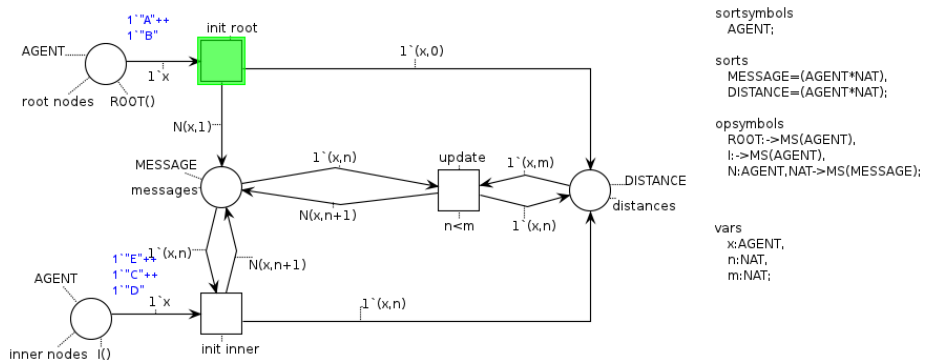 1`"A"++
1`"B"
init root
AGENT
1`x
root nodes
ROOT()
1`(x,0)
N(x,1)
MESSAGE
messages
1`(x,n)
update
1`(x,m)
DISTANCE
distances
N(x,n+1)
n<m
1`(x,n)
1`(x,n)
N(x,n+1)
AGENT
1`"E"++
1`"C"++
1`"D"
1`x
1`(x,n)
inner nodes
I()
init inner
sortsymbols
AGENT;
sorts
MESSAGE=(AGENT*NAT),
DISTANCE=(AGENT*NAT);
opsymbols
ROOT:->MS(AGENT),
I:->MS(AGENT),
N:AGENT,NAT->MS(MESSAGE);
vars
x:AGENT,
n:NAT,
m:NAT;